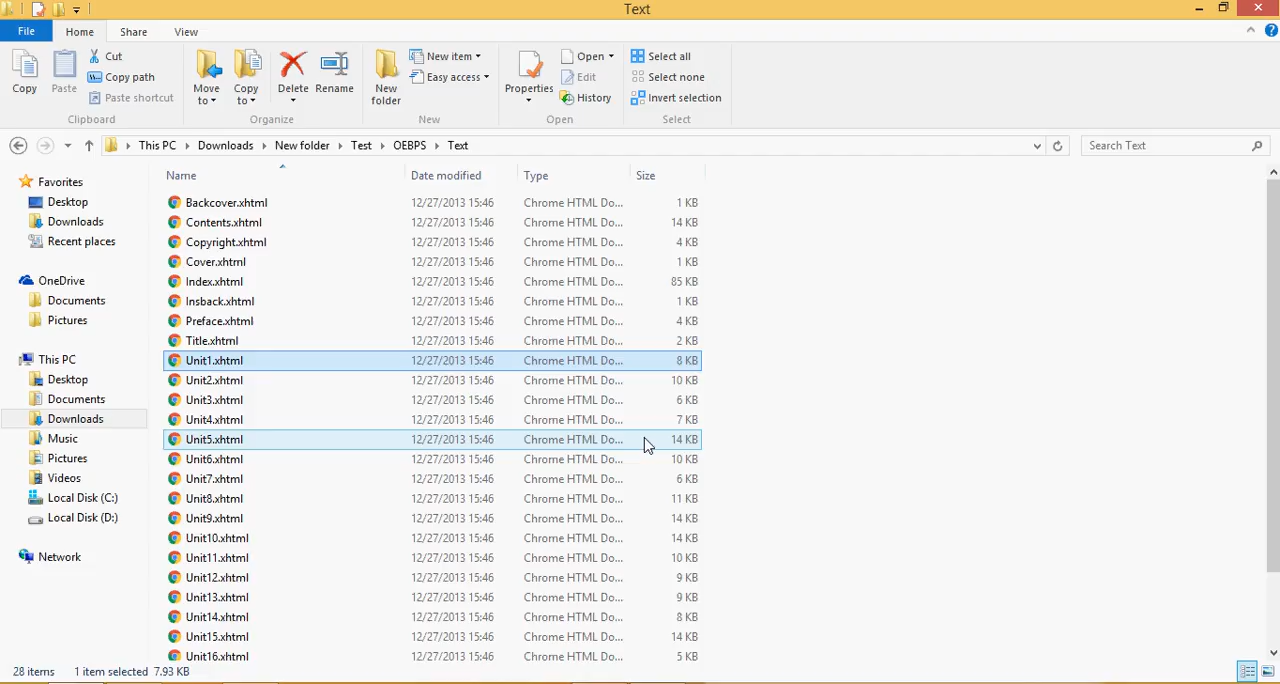 Text
File Home Share View
Copy Paste Cut Copy path Paste shortcut Clipboard
Move to Copy to Delete Rename Organize
New folder New item Easy access New
Properties Open Edit History Open
Select all Select none Invert selection Select
This PC Downloads New folder Test OEBPS Text Search Text
Favorites
Desktop
Downloads
Recent places
OneDrive
Documents
Pictures
This PC
Desktop
Documents
Downloads
Music
Pictures
Videos
Local Disk (C:)
Local Disk (D:)
Network
Name Date modified Type Size
Backcover.xhtml 12/27/2013 15:46 Chrome HTML Do... 1 KB
Contents.xhtml 12/27/2013 15:46 Chrome HTML Do... 14 KB
Copyright.xhtml 12/27/2013 15:46 Chrome HTML Do... 4 KB
Cover.xhtml 12/27/2013 15:46 Chrome HTML Do... 1 KB
Index.xhtml 12/27/2013 15:46 Chrome HTML Do... 85 KB
Insback.xhtml 12/27/2013 15:46 Chrome HTML Do... 1 KB
Preface.xhtml 12/27/2013 15:46 Chrome HTML Do... 4 KB
Title.xhtml 12/27/2013 15:46 Chrome HTML Do... 2 KB
Unit1.xhtml 12/27/2013 15:46 Chrome HTML Do... 8 KB
Unit2.xhtml 12/27/2013 15:46 Chrome HTML Do... 10 KB
Unit3.xhtml 12/27/2013 15:46 Chrome HTML Do... 6 KB
Unit4.xhtml 12/27/2013 15:46 Chrome HTML Do... 7 KB
Unit5.xhtml 12/27/2013 15:46 Chrome HTML Do... 14 KB
Unit6.xhtml 12/27/2013 15:46 Chrome HTML Do... 10 KB
Unit7.xhtml 12/27/2013 15:46 Chrome HTML Do... 6 KB
Unit8.xhtml 12/27/2013 15:46 Chrome HTML Do... 11 KB
Unit9.xhtml 12/27/2013 15:46 Chrome HTML Do... 14 KB
Unit10.xhtml 12/27/2013 15:46 Chrome HTML Do... 14 KB
Unit11.xhtml 12/27/2013 15:46 Chrome HTML Do... 10 KB
Unit12.xhtml 12/27/2013 15:46 Chrome HTML Do... 9 KB
Unit13.xhtml 12/27/2013 15:46 Chrome HTML Do... 9 KB
Unit14.xhtml 12/27/2013 15:46 Chrome HTML Do... 8 KB
Unit15.xhtml 12/27/2013 15:46 Chrome HTML Do... 14 KB
Unit16.xhtml 12/27/2013 15:46 Chrome HTML Do... 5 KB
28 items 1 item selected 7.93 KB